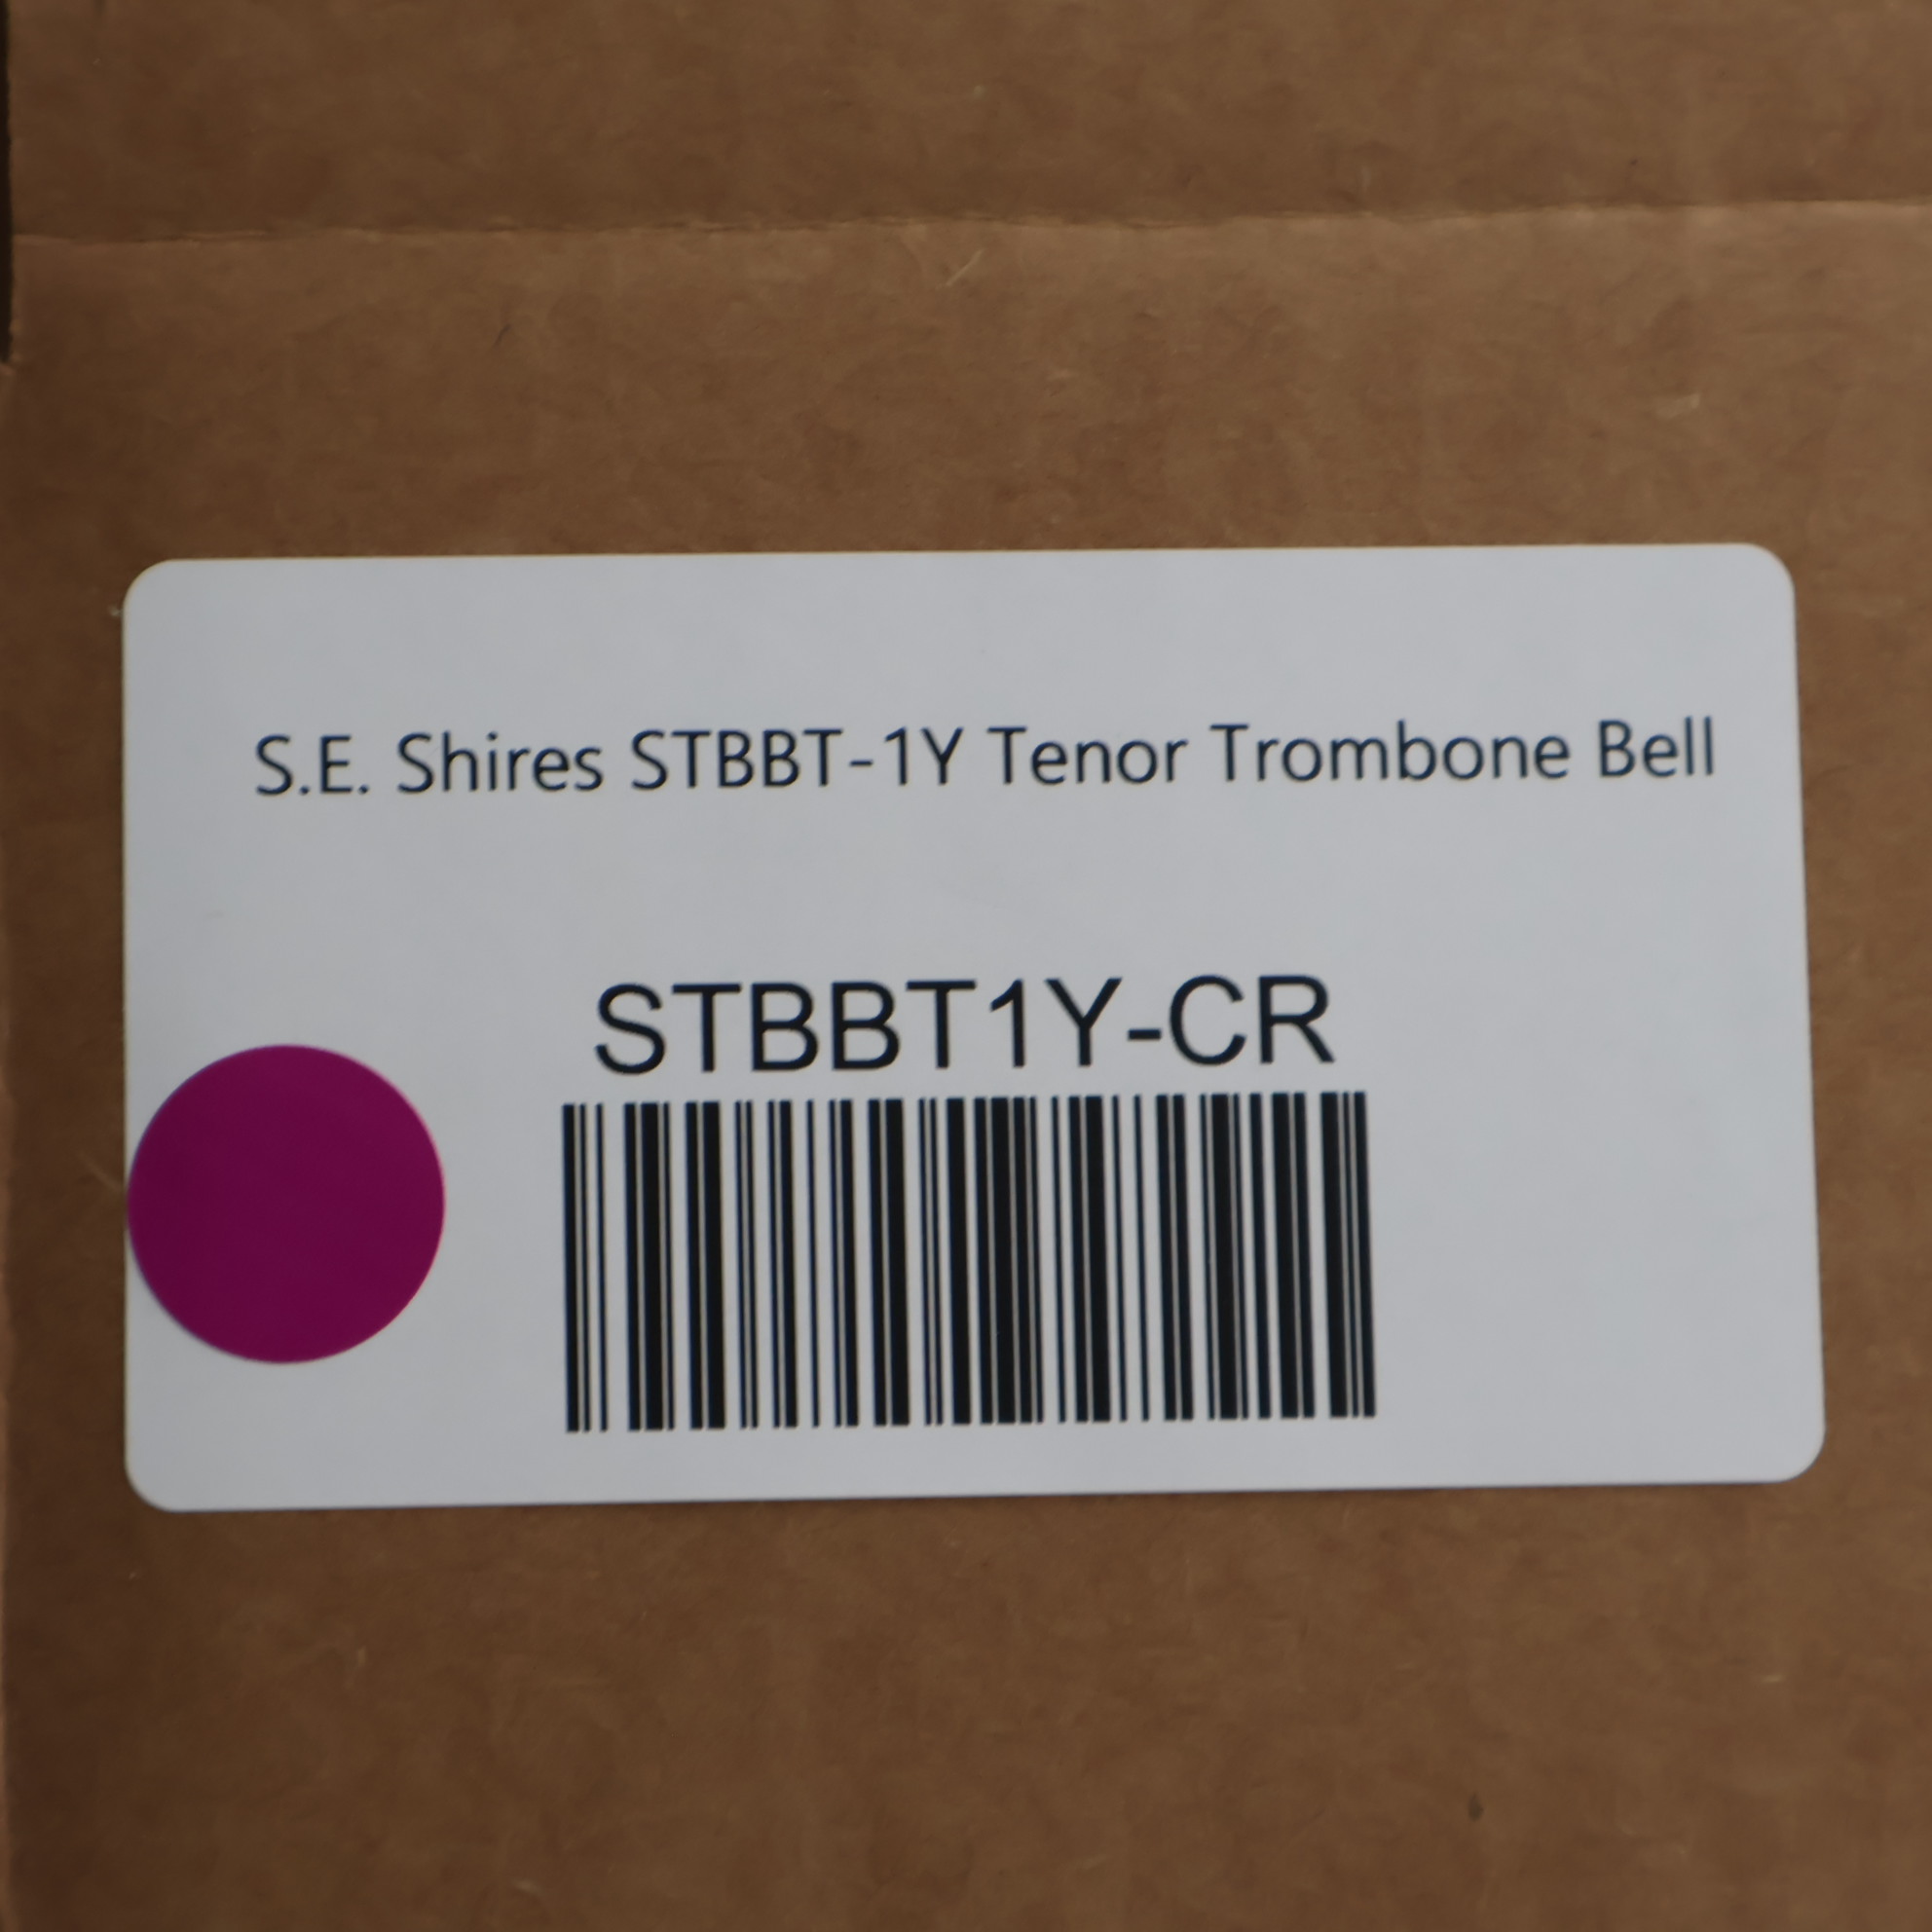 S.E. Shires STBBT-1Y Tenor Trombone Bell
STBBT1Y-CR